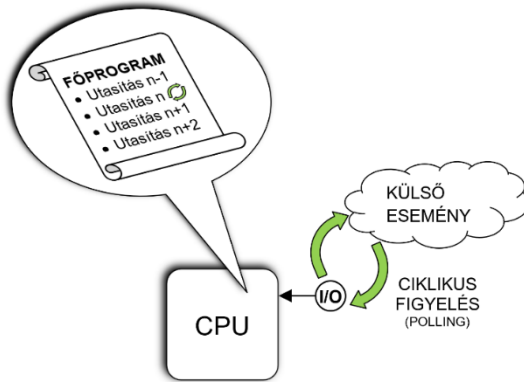 FŐPROGRAM
• Utasítás n-1
• Utasítás n
• Utasítás n+1
• Utasítás n+2
KÜLSŐ
ESEMÉNY
I/O
CIKLIKUS
FIGYELÉS
(POLLING)
CPU